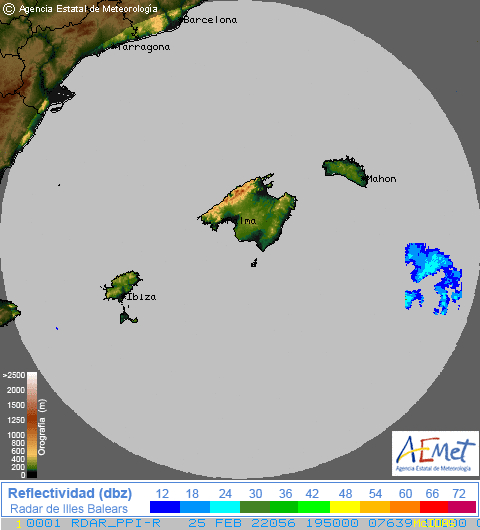 © Agencia Estatal de Meteorología
Barcelona
Tarragona
Mahon
lma
Ibiza
>2500
2000
1500
1000
800
600
400
200
0
Orografía (m)
AEMet
Agencia Estatal de Meteorología
Reflectividad (dbz)
Radar de Illes Balears
12 18 24 30 36 42 48 54 60 66 72
1 0001 RDAR_PPI-R 25 FEB 22056 195000 07639